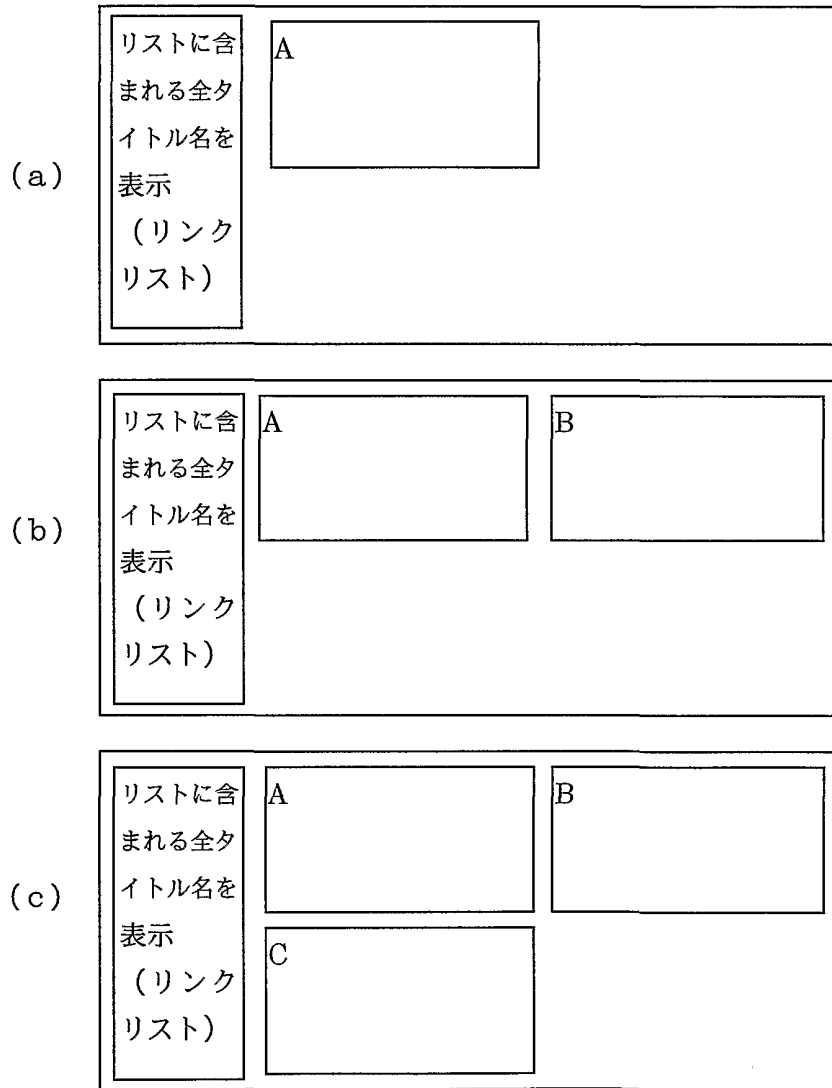 (a)
リストに含
まれる全タ
イトル名を
表示
(リンク
リスト)
A
(b)
リストに含
まれる全タ
イトル名を
表示
(リンク
リスト)
A
B
(c)
リストに含
まれる全タ
イトル名を
表示
(リンク
リスト)
A
B
C